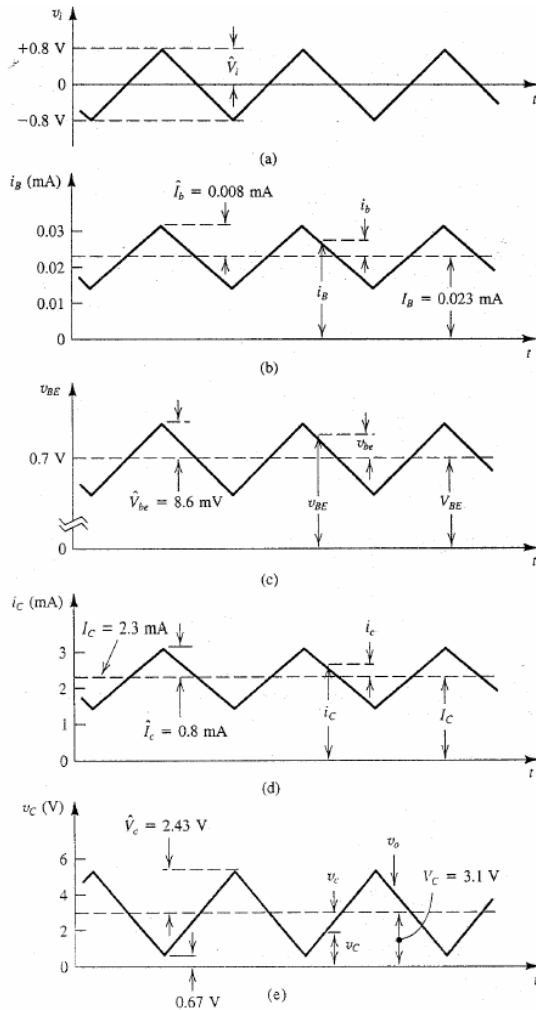 v_i
+0.8 V
V̂_i
0
−0.8 V
t
(a)
i_B (mA)
Î_b = 0.008 mA
i_b
0.03
0.02
0.01
i_B
I_B = 0.023 mA
0
t
(b)
v_BE
v_be
0.7 V
V̂_be = 8.6 mV
v_BE
V_BE
0
t
(c)
i_C (mA)
I_C = 2.3 mA
i_c
3
2
1
i_C
I_C
Î_c = 0.8 mA
0
t
(d)
v_C (V)
V̂_c = 2.43 V
v_o
6
v_c
V_C = 3.1 V
4
2
v_C
0
t
0.67 V
(e)